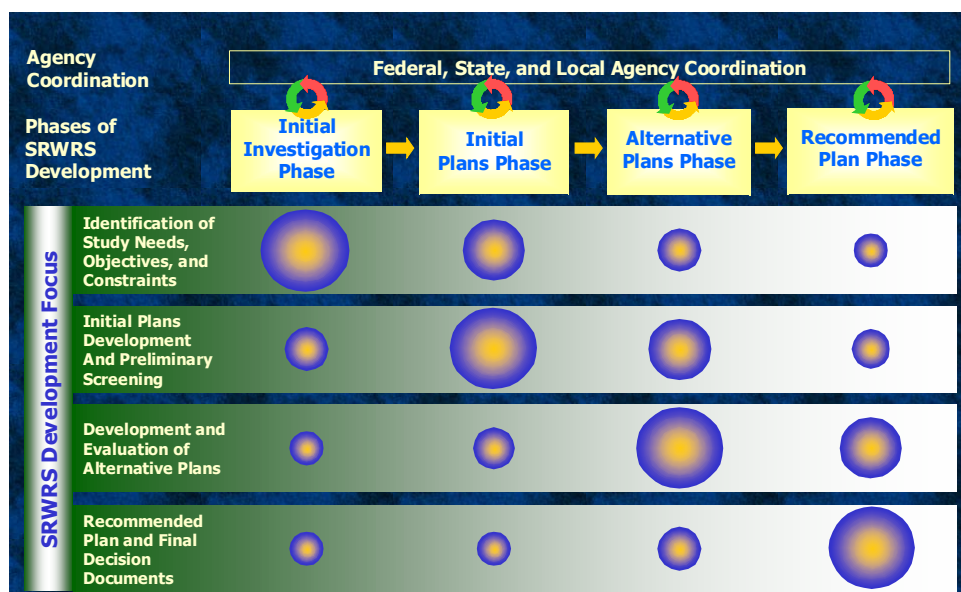 Agency
Coordination
Federal, State, and Local Agency Coordination
Phases of
SRWRS
Development
Initial
Investigation
Phase
Initial
Plans Phase
Alternative
Plans Phase
Recommended
Plan Phase
SRWRS Development Focus
Identification of
Study Needs,
Objectives, and
Constraints
Initial Plans
Development
And Preliminary
Screening
Development and
Evaluation of
Alternative Plans
Recommended
Plan and Final
Decision
Documents